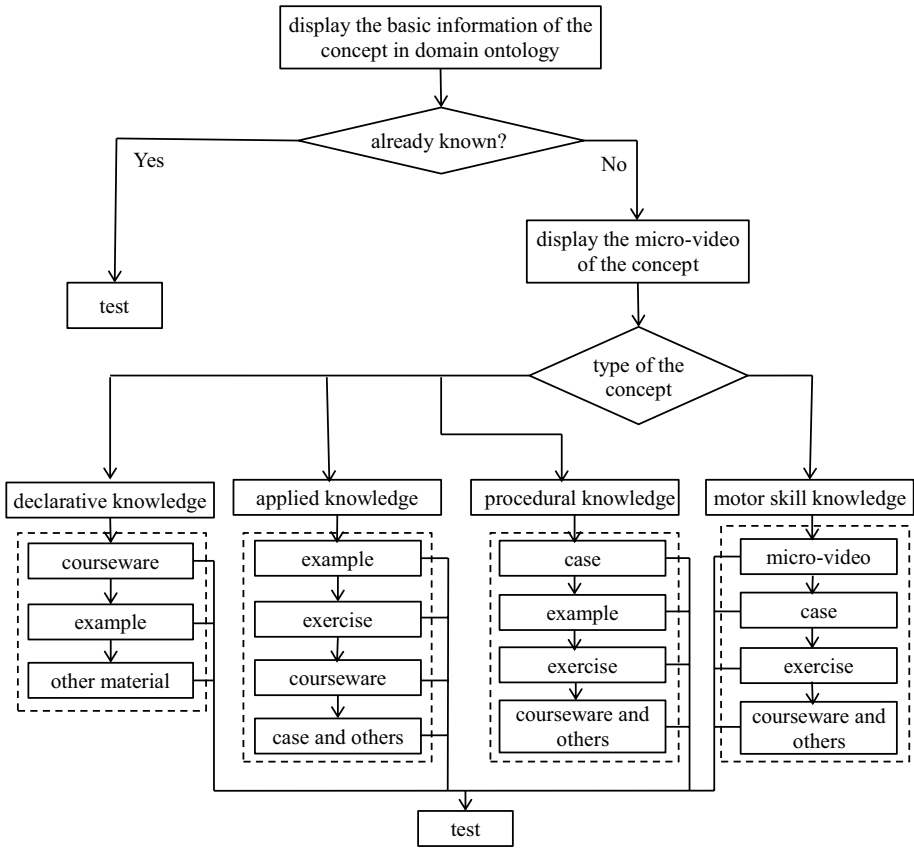 display the basic information of the
concept in domain ontology
already known?
Yes
No
display the micro-video
of the concept
test
type of the
concept
declarative knowledge
applied knowledge
procedural knowledge
motor skill knowledge
courseware
example
other material
example
exercise
courseware
case and others
case
example
exercise
courseware and
others
micro-video
case
exercise
courseware and
others
test